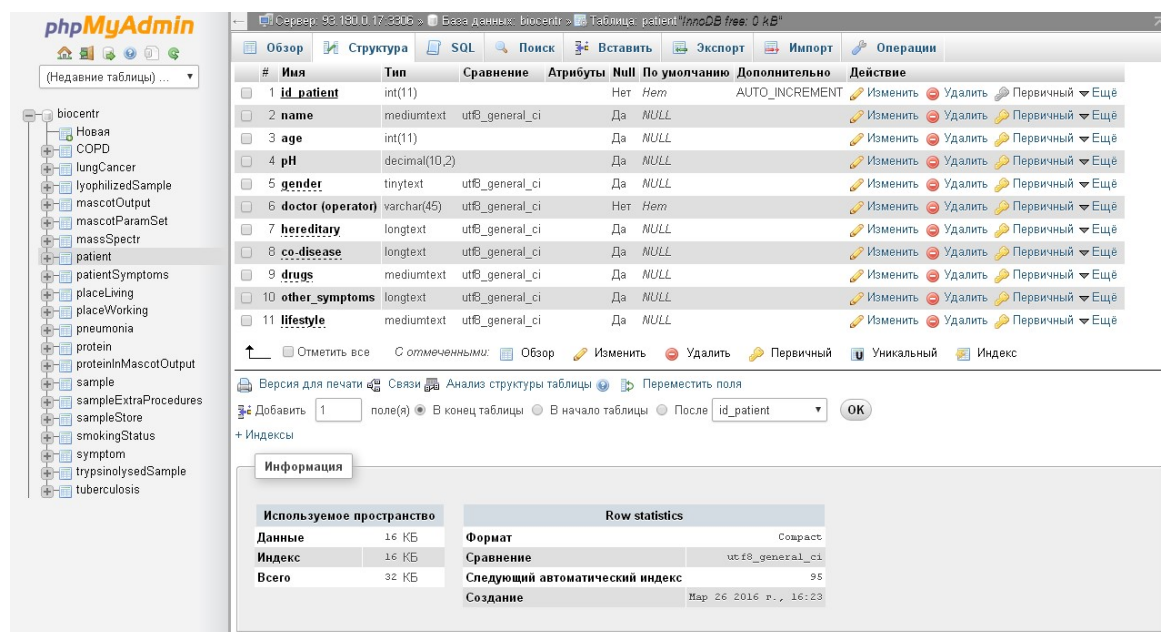 phpMyAdmin
(Недавние таблицы) ...
biocentr
Новая
COPD
lungCancer
lyophilizedSample
mascotOutput
mascotParamSet
massSpectr
patient
patientSymptoms
placeLiving
placeWorking
pneumonia
protein
proteinInMascotOutput
sample
sampleExtraProcedures
sampleStore
smokingStatus
symptom
trypsinolysedSample
tuberculosis
Сервер: 93.180.0.17:3306 » База данных: biocentr » Таблица: patient "InnoDB free: 0 kB"
Обзор Структура SQL Поиск Вставить Экспорт Импорт Операции
# Имя Тип Сравнение Атрибуты Null По умолчанию Дополнительно Действие
1 id_patient int(11) Нет Нет AUTO_INCREMENT Изменить Удалить Первичный Ещё
2 name mediumtext utf8_general_ci Да NULL Изменить Удалить Первичный Ещё
3 age int(11) Да NULL Изменить Удалить Первичный Ещё
4 pH decimal(10,2) Да NULL Изменить Удалить Первичный Ещё
5 gender tinytext utf8_general_ci Да NULL Изменить Удалить Первичный Ещё
6 doctor (operator) varchar(45) utf8_general_ci Нет Нет Изменить Удалить Первичный Ещё
7 hereditary longtext utf8_general_ci Да NULL Изменить Удалить Первичный Ещё
8 co-disease longtext utf8_general_ci Да NULL Изменить Удалить Первичный Ещё
9 drugs mediumtext utf8_general_ci Да NULL Изменить Удалить Первичный Ещё
10 other_symptoms longtext utf8_general_ci Да NULL Изменить Удалить Первичный Ещё
11 lifestyle mediumtext utf8_general_ci Да NULL Изменить Удалить Первичный Ещё
Отметить все С отмеченными: Обзор Изменить Удалить Первичный Уникальный Индекс
Версия для печати Связи Анализ структуры таблицы Переместить поля
Добавить 1 поле(я) В конец таблицы В начало таблицы После id_patient OK
+ Индексы
Информация
Используемое пространство
Данные 16 КБ
Индекс 16 КБ
Всего 32 КБ
Row statistics
Формат Compact
Сравнение utf8_general_ci
Следующий автоматический индекс 95
Создание Мар 26 2016 г., 16:23